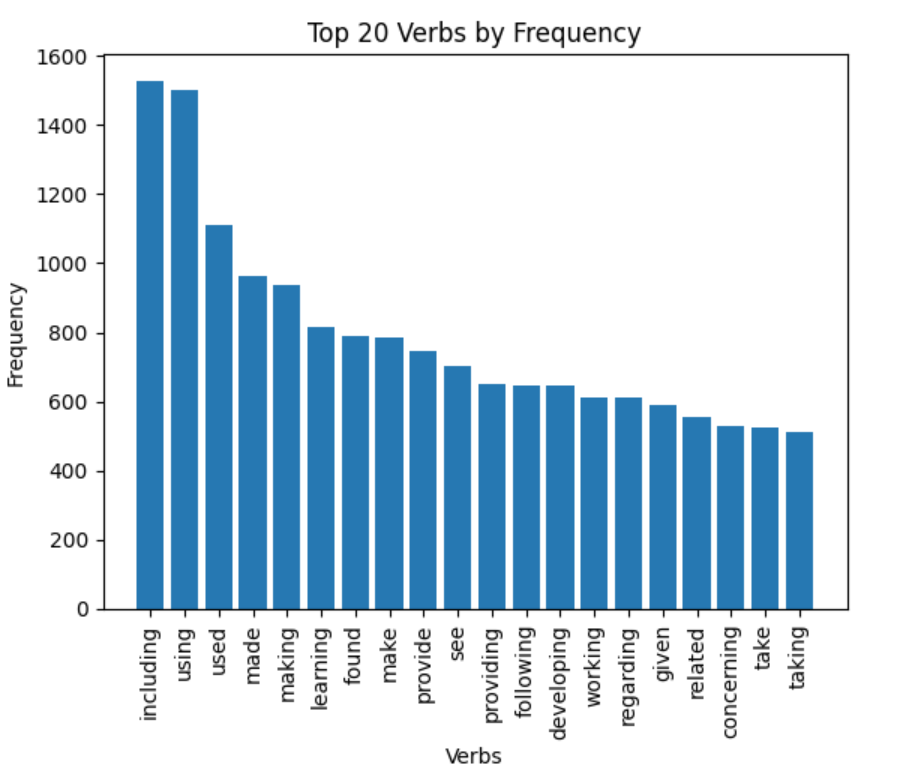 Top 20 Verbs by Frequency
1600
1400
1200
1000
800
600
400
200
0
Frequency
including
using
used
made
making
learning
found
make
provide
see
providing
following
developing
working
regarding
given
related
concerning
take
taking
Verbs